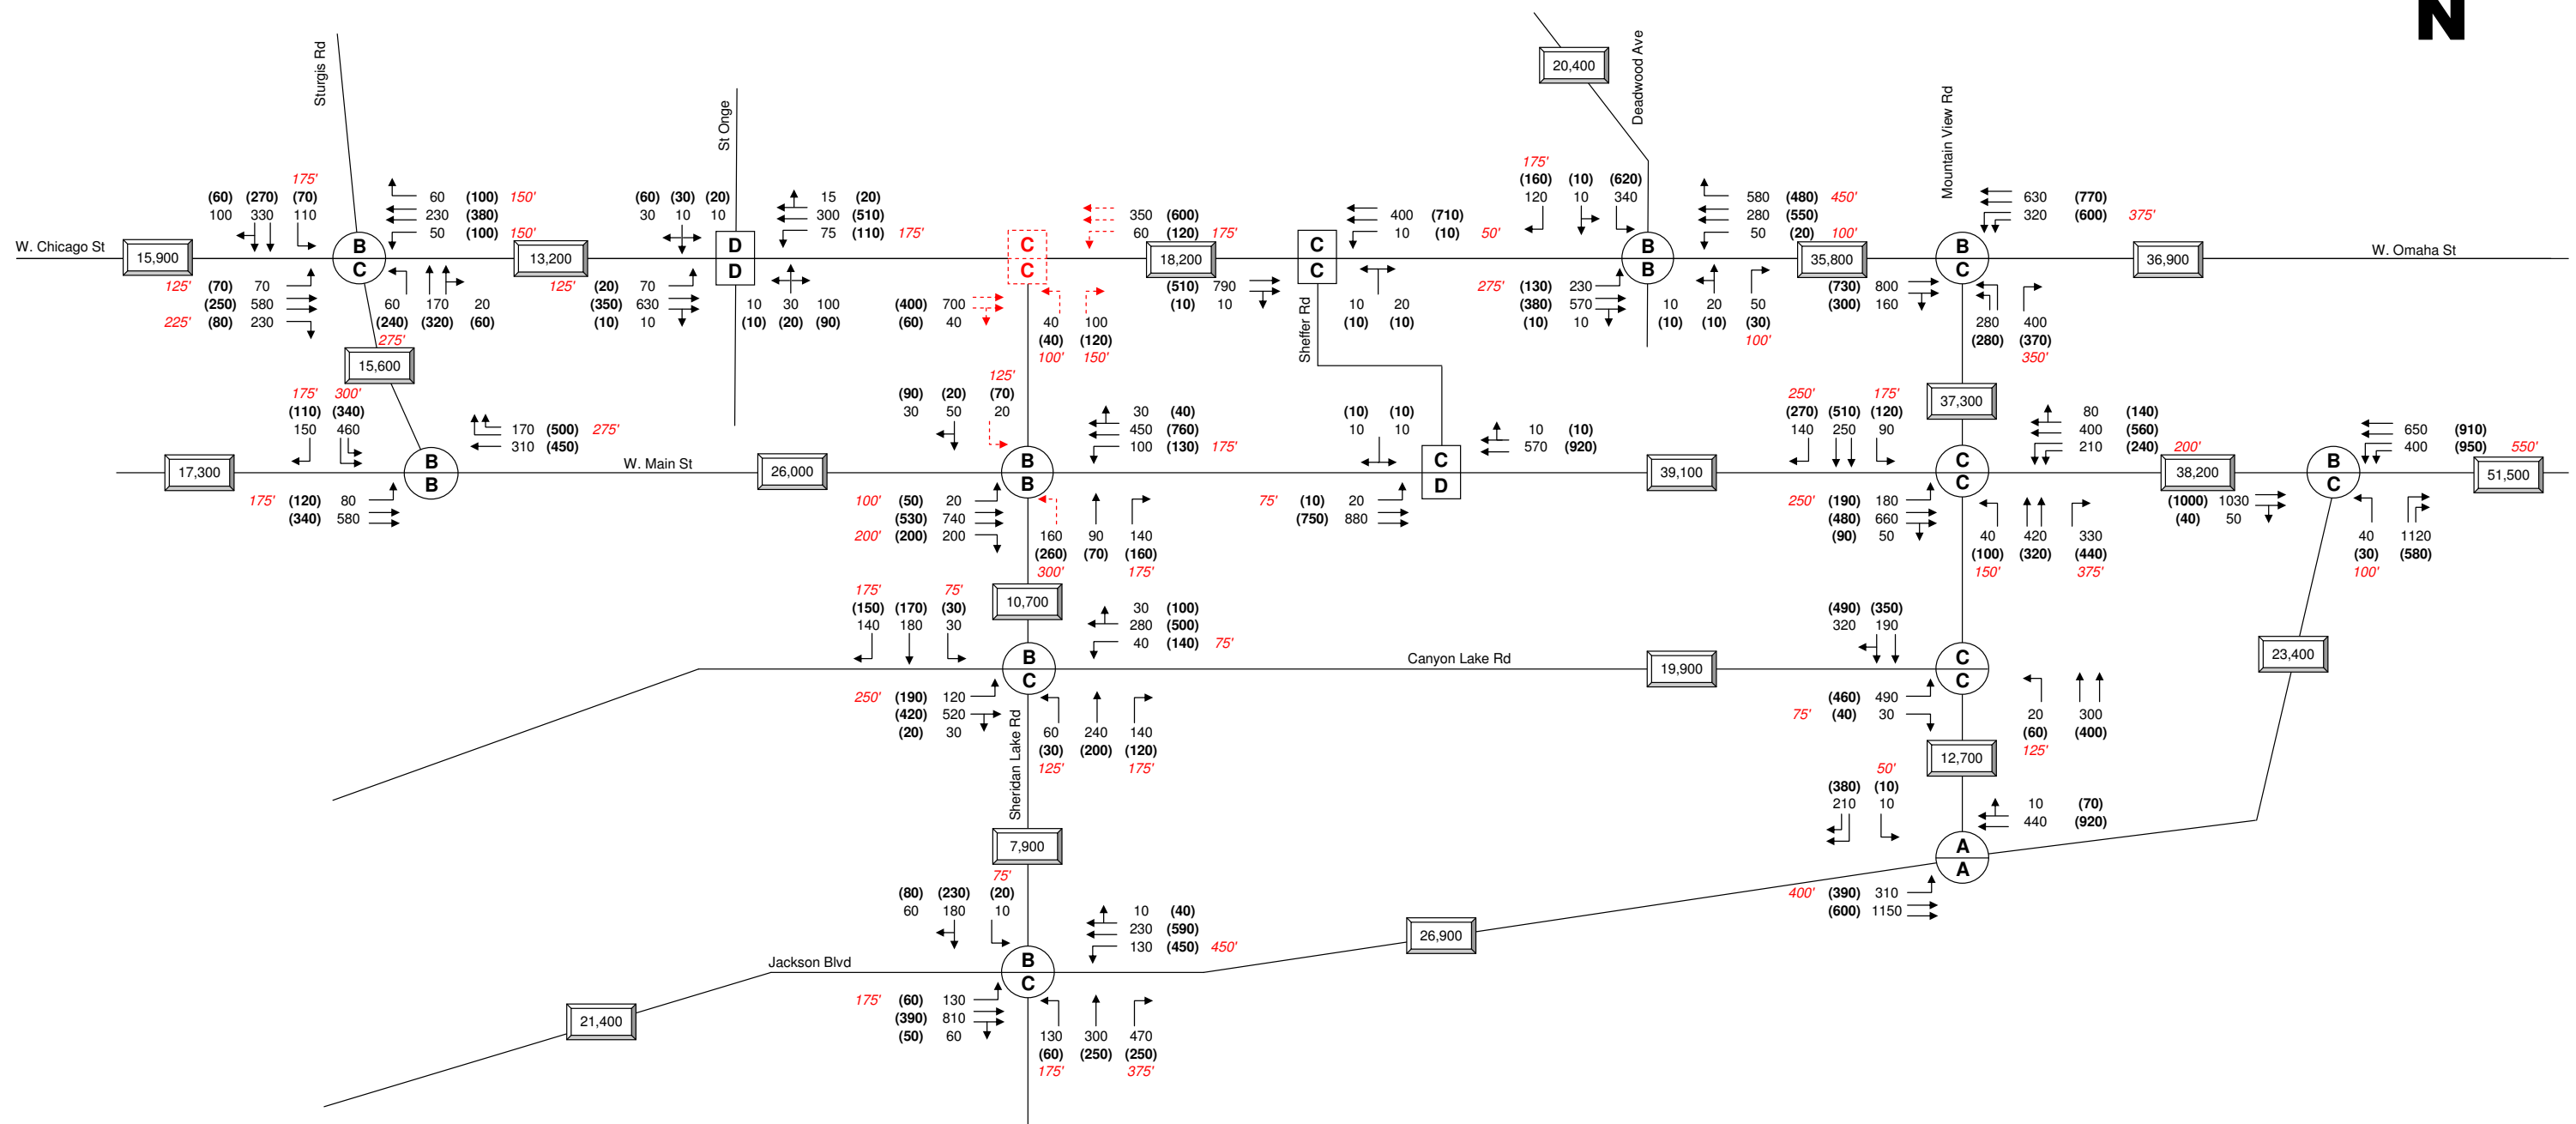 N
20,400
Deadwood Ave
Sturgis Rd
St Onge
Mountain View Rd
175'
(60) (270) (70)
100 330 110
60 (100) 150'
230 (380)
50 (100) 150'
(60) (30) (20)
30 10 10
15 (20)
300 (510)
75 (110) 175'
350 (600)
60 (120) 175'
400 (710)
10 (10) 50'
175'
(160) (10) (620)
120 10 340
580 (480) 450'
280 (550)
50 (20) 100'
630 (770)
320 (600) 375'
W. Chicago St
15,900
B
C
13,200
D
D
C
C
18,200
C
C
B
B
35,800
B
C
36,900
W. Omaha St
125' (70) 70
(250) 580
225' (80) 230
60 170 20
(240) (320) (60)
275'
125' (20) 70
(350) 630
(10) 10
10 30 100
(10) (20) (90)
(400) 700
(60) 40
40 100
(40) (120)
100' 150'
(510) 790
(10) 10
Sheffer Rd
10 20
(10) (10)
275' (130) 230
(380) 570
(10) 10
10 20 50
(10) (10) (30)
100'
(730) 800
(300) 160
280 400
(280) (370)
350'
15,600
37,300
175' 300'
(110) (340)
150 460
170 (500) 275'
310 (450)
125'
(90) (20) (70)
30 50 20
30 (40)
450 (760)
100 (130) 175'
(10) (10)
10 10
10 (10)
570 (920)
250' 175'
(270) (510) (120)
140 250 90
80 (140)
400 (560)
210 (240) 200'
650 (910)
400 (950) 550'
17,300
B
B
W. Main St
26,000
B
B
C
D
39,100
C
C
38,200
B
C
51,500
175' (120) 80
(340) 580
100' (50) 20
(530) 740
200' (200) 200
160 90 140
(260) (70) (160)
300' 175'
75' (10) 20
(750) 880
250' (190) 180
(480) 660
(90) 50
40 420 330
(100) (320) (440)
150' 375'
(1000) 1030
(40) 50
40 1120
(30) (580)
100'
10,700
175' 75'
(150) (170) (30)
140 180 30
30 (100)
280 (500)
40 (140) 75'
(490) (350)
320 190
B
C
Canyon Lake Rd
19,900
C
C
23,400
250' (190) 120
(420) 520
(20) 30
60 240 140
(30) (200) (120)
125' 175'
(460) 490
75' (40) 30
20 300
(60) (400)
125'
Sheridan Lake Rd
12,700
50'
(380) (10)
210 10
10 (70)
440 (920)
7,900
A
A
75'
(80) (230) (20)
60 180 10
10 (40)
230 (590)
130 (450) 450'
400' (390) 310
(600) 1150
26,900
Jackson Blvd
B
C
21,400
175' (60) 130
(390) 810
(50) 60
130 300 470
(60) (250) (250)
175' 375'